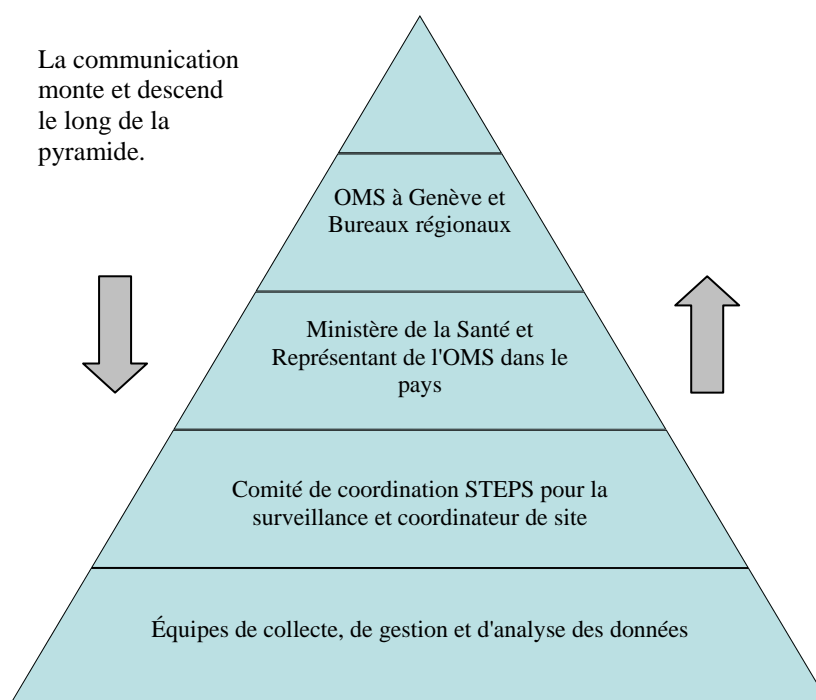 La communication
monte et descend
le long de la
pyramide.
OMS à Genève et
Bureaux régionaux
Ministère de la Santé et
Représentant de l'OMS dans le
pays
Comité de coordination STEPS pour la
surveillance et coordinateur de site
Équipes de collecte, de gestion et d'analyse des données